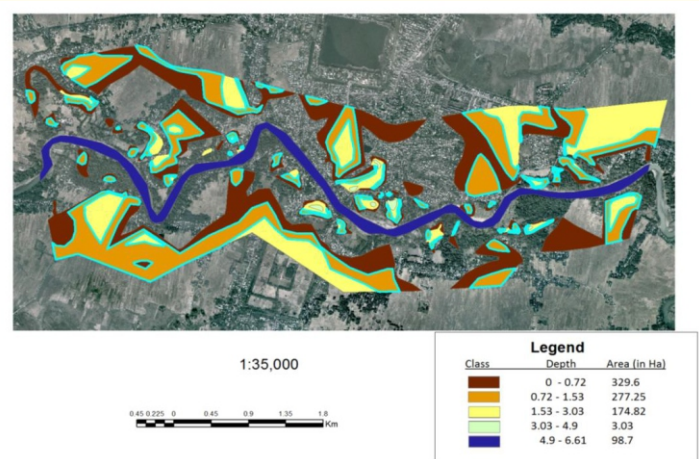 1:35,000
0.45 0.225 0 0.45 0.9 1.35 1.8
Km
Legend
Class Depth Area (in Ha)
0 - 0.72 329.6
0.72 - 1.53 277.25
1.53 - 3.03 174.82
3.03 - 4.9 3.03
4.9 - 6.61 98.7